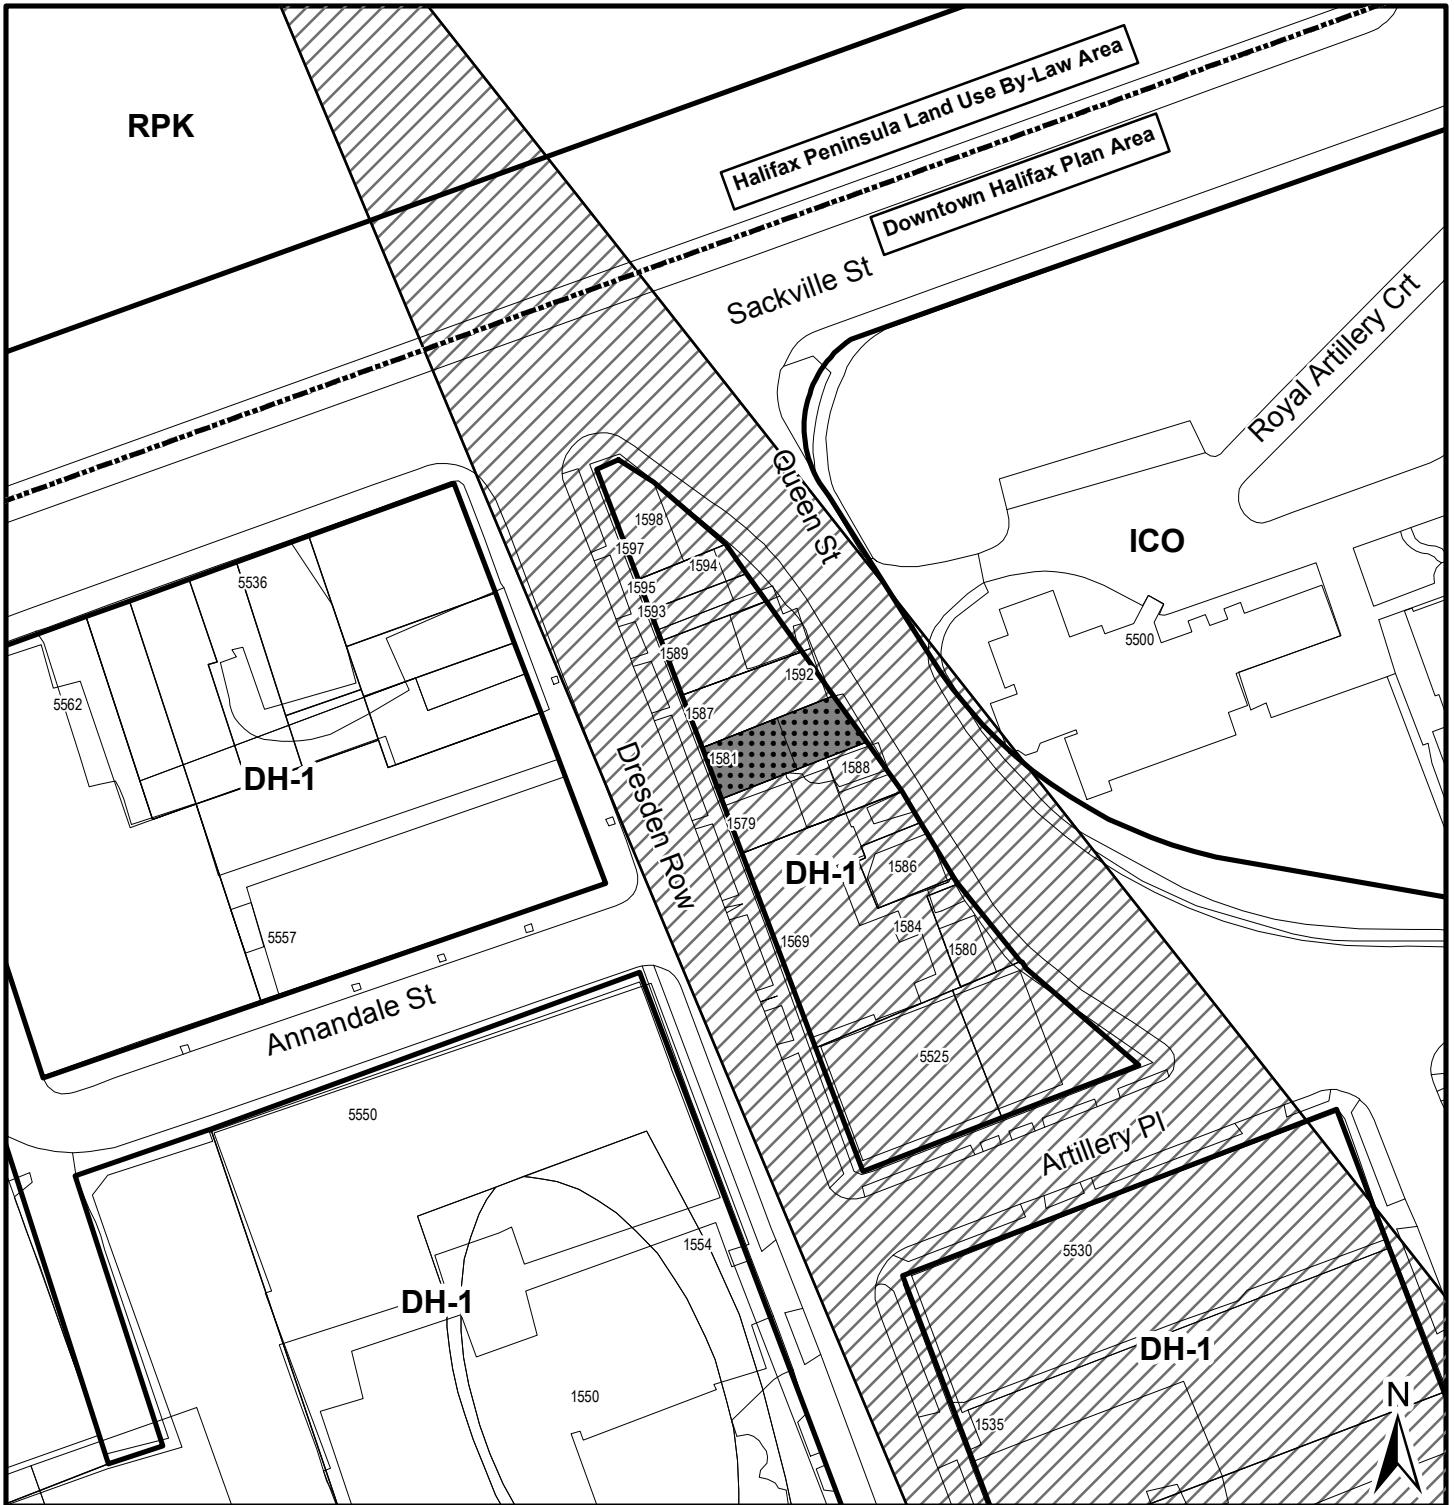 RPK
Halifax Peninsula Land Use By-Law Area
Downtown Halifax Plan Area
Sackville St
Royal Artillery Crt
Queen St
ICO
1598
1597
1594
1595
1593
1589
1592
1587
1581
1588
1579
DH-1
1586
1584
1580
1569
5525
5536
5562
DH-1
5557
5500
Dresden Row
Annandale St
Artillery Pl
5550
1554
DH-1
1550
5530
DH-1
1535
N